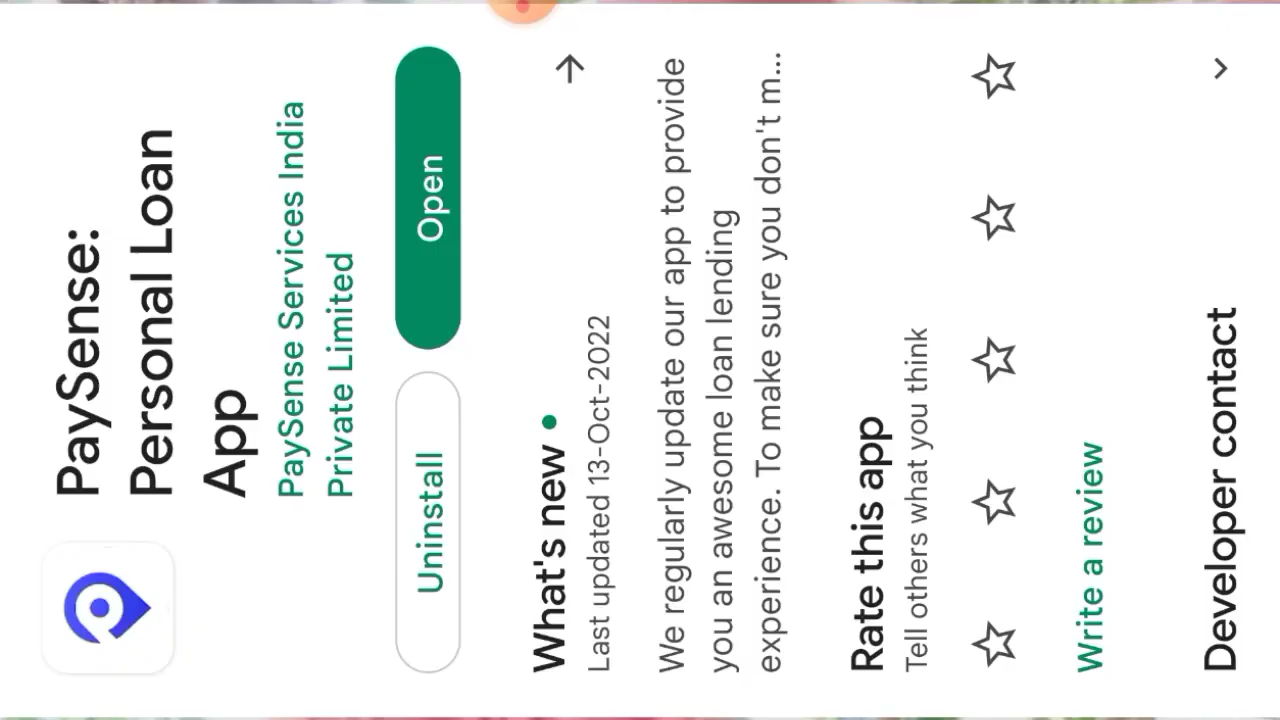 PaySense:
Personal Loan
App
PaySense Services India
Private Limited
Uninstall
Open
What's new
Last updated 13-Oct-2022
We regularly update our app to provide
you an awesome loan lending
experience. To make sure you don't m...
Rate this app
Tell others what you think
Write a review
Developer contact